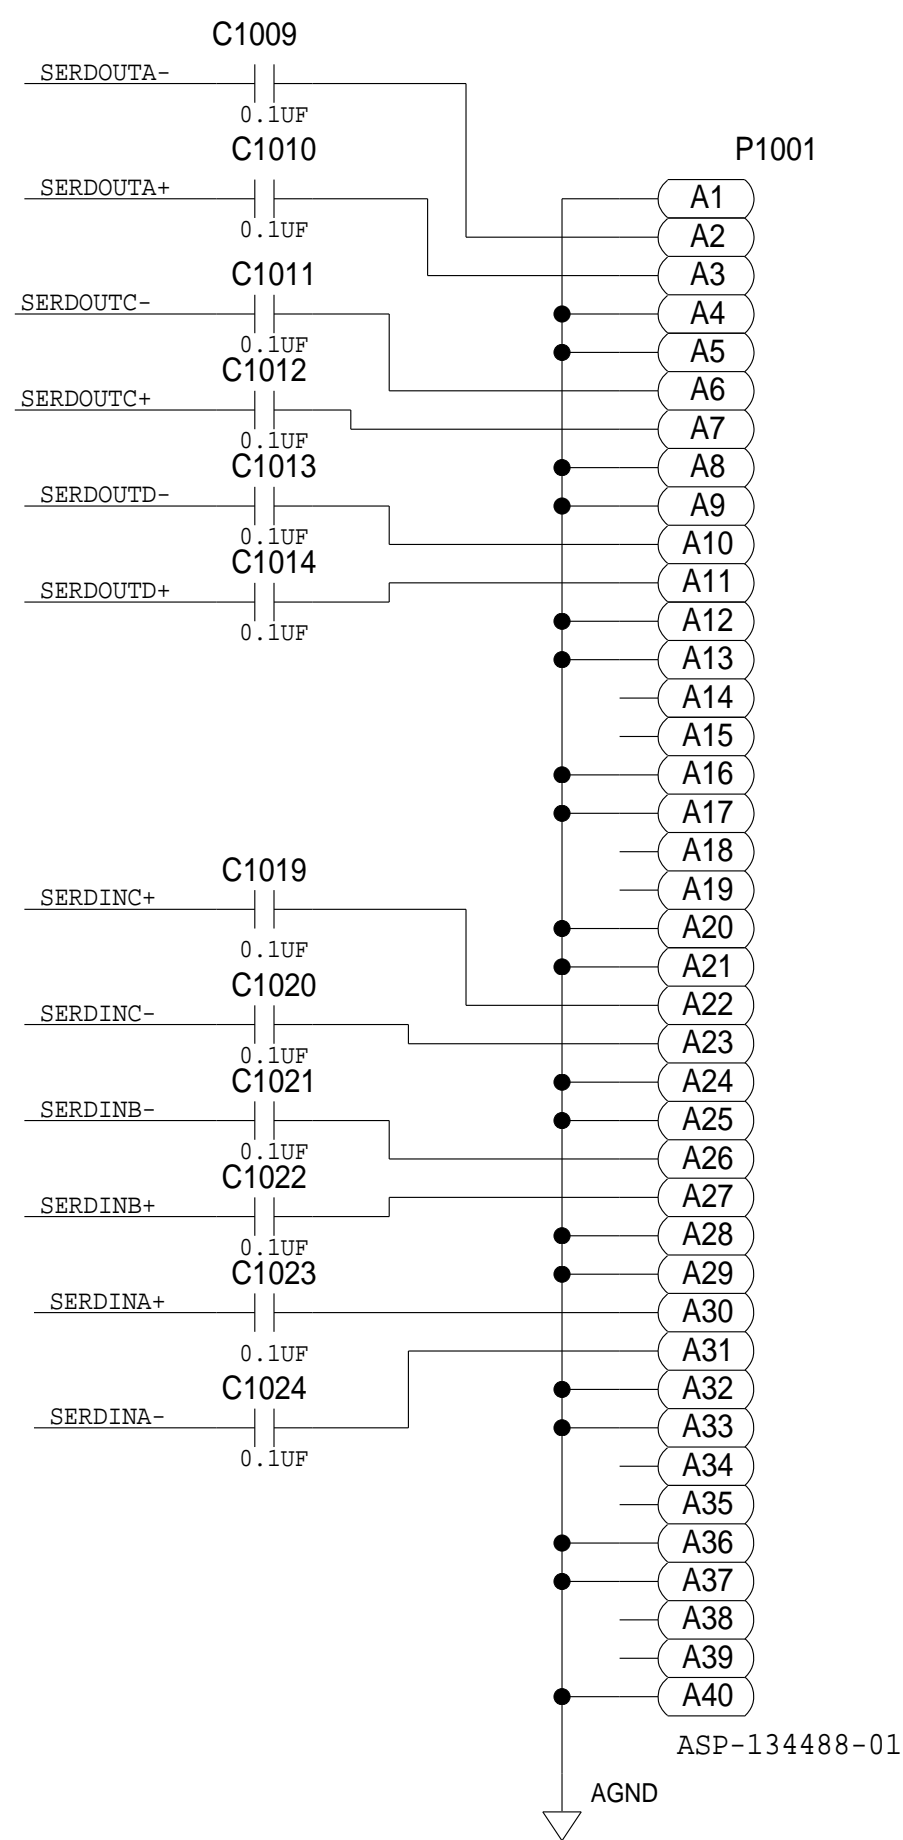 C1009
SERDOUTA-
0.1UF
C1010
P1001
SERDOUTA+
A1
0.1UF
A2
C1011
A3
SERDOUTC-
A4
0.1UF
A5
C1012
A6
SERDOUTC+
A7
0.1UF
C1013
A8
SERDOUTD-
A9
0.1UF
A10
C1014
A11
SERDOUTD+
A12
0.1UF
A13
A14
A15
A16
A17
A18
C1019
A19
SERDINC+
A20
0.1UF
A21
C1020
A22
SERDINC-
A23
0.1UF
C1021
A24
SERDINB-
A25
0.1UF
A26
C1022
A27
SERDINB+
A28
0.1UF
C1023
A29
SERDINA+
A30
0.1UF
A31
C1024
A32
SERDINA-
A33
0.1UF
A34
A35
A36
A37
A38
A39
A40
ASP-134488-01
AGND